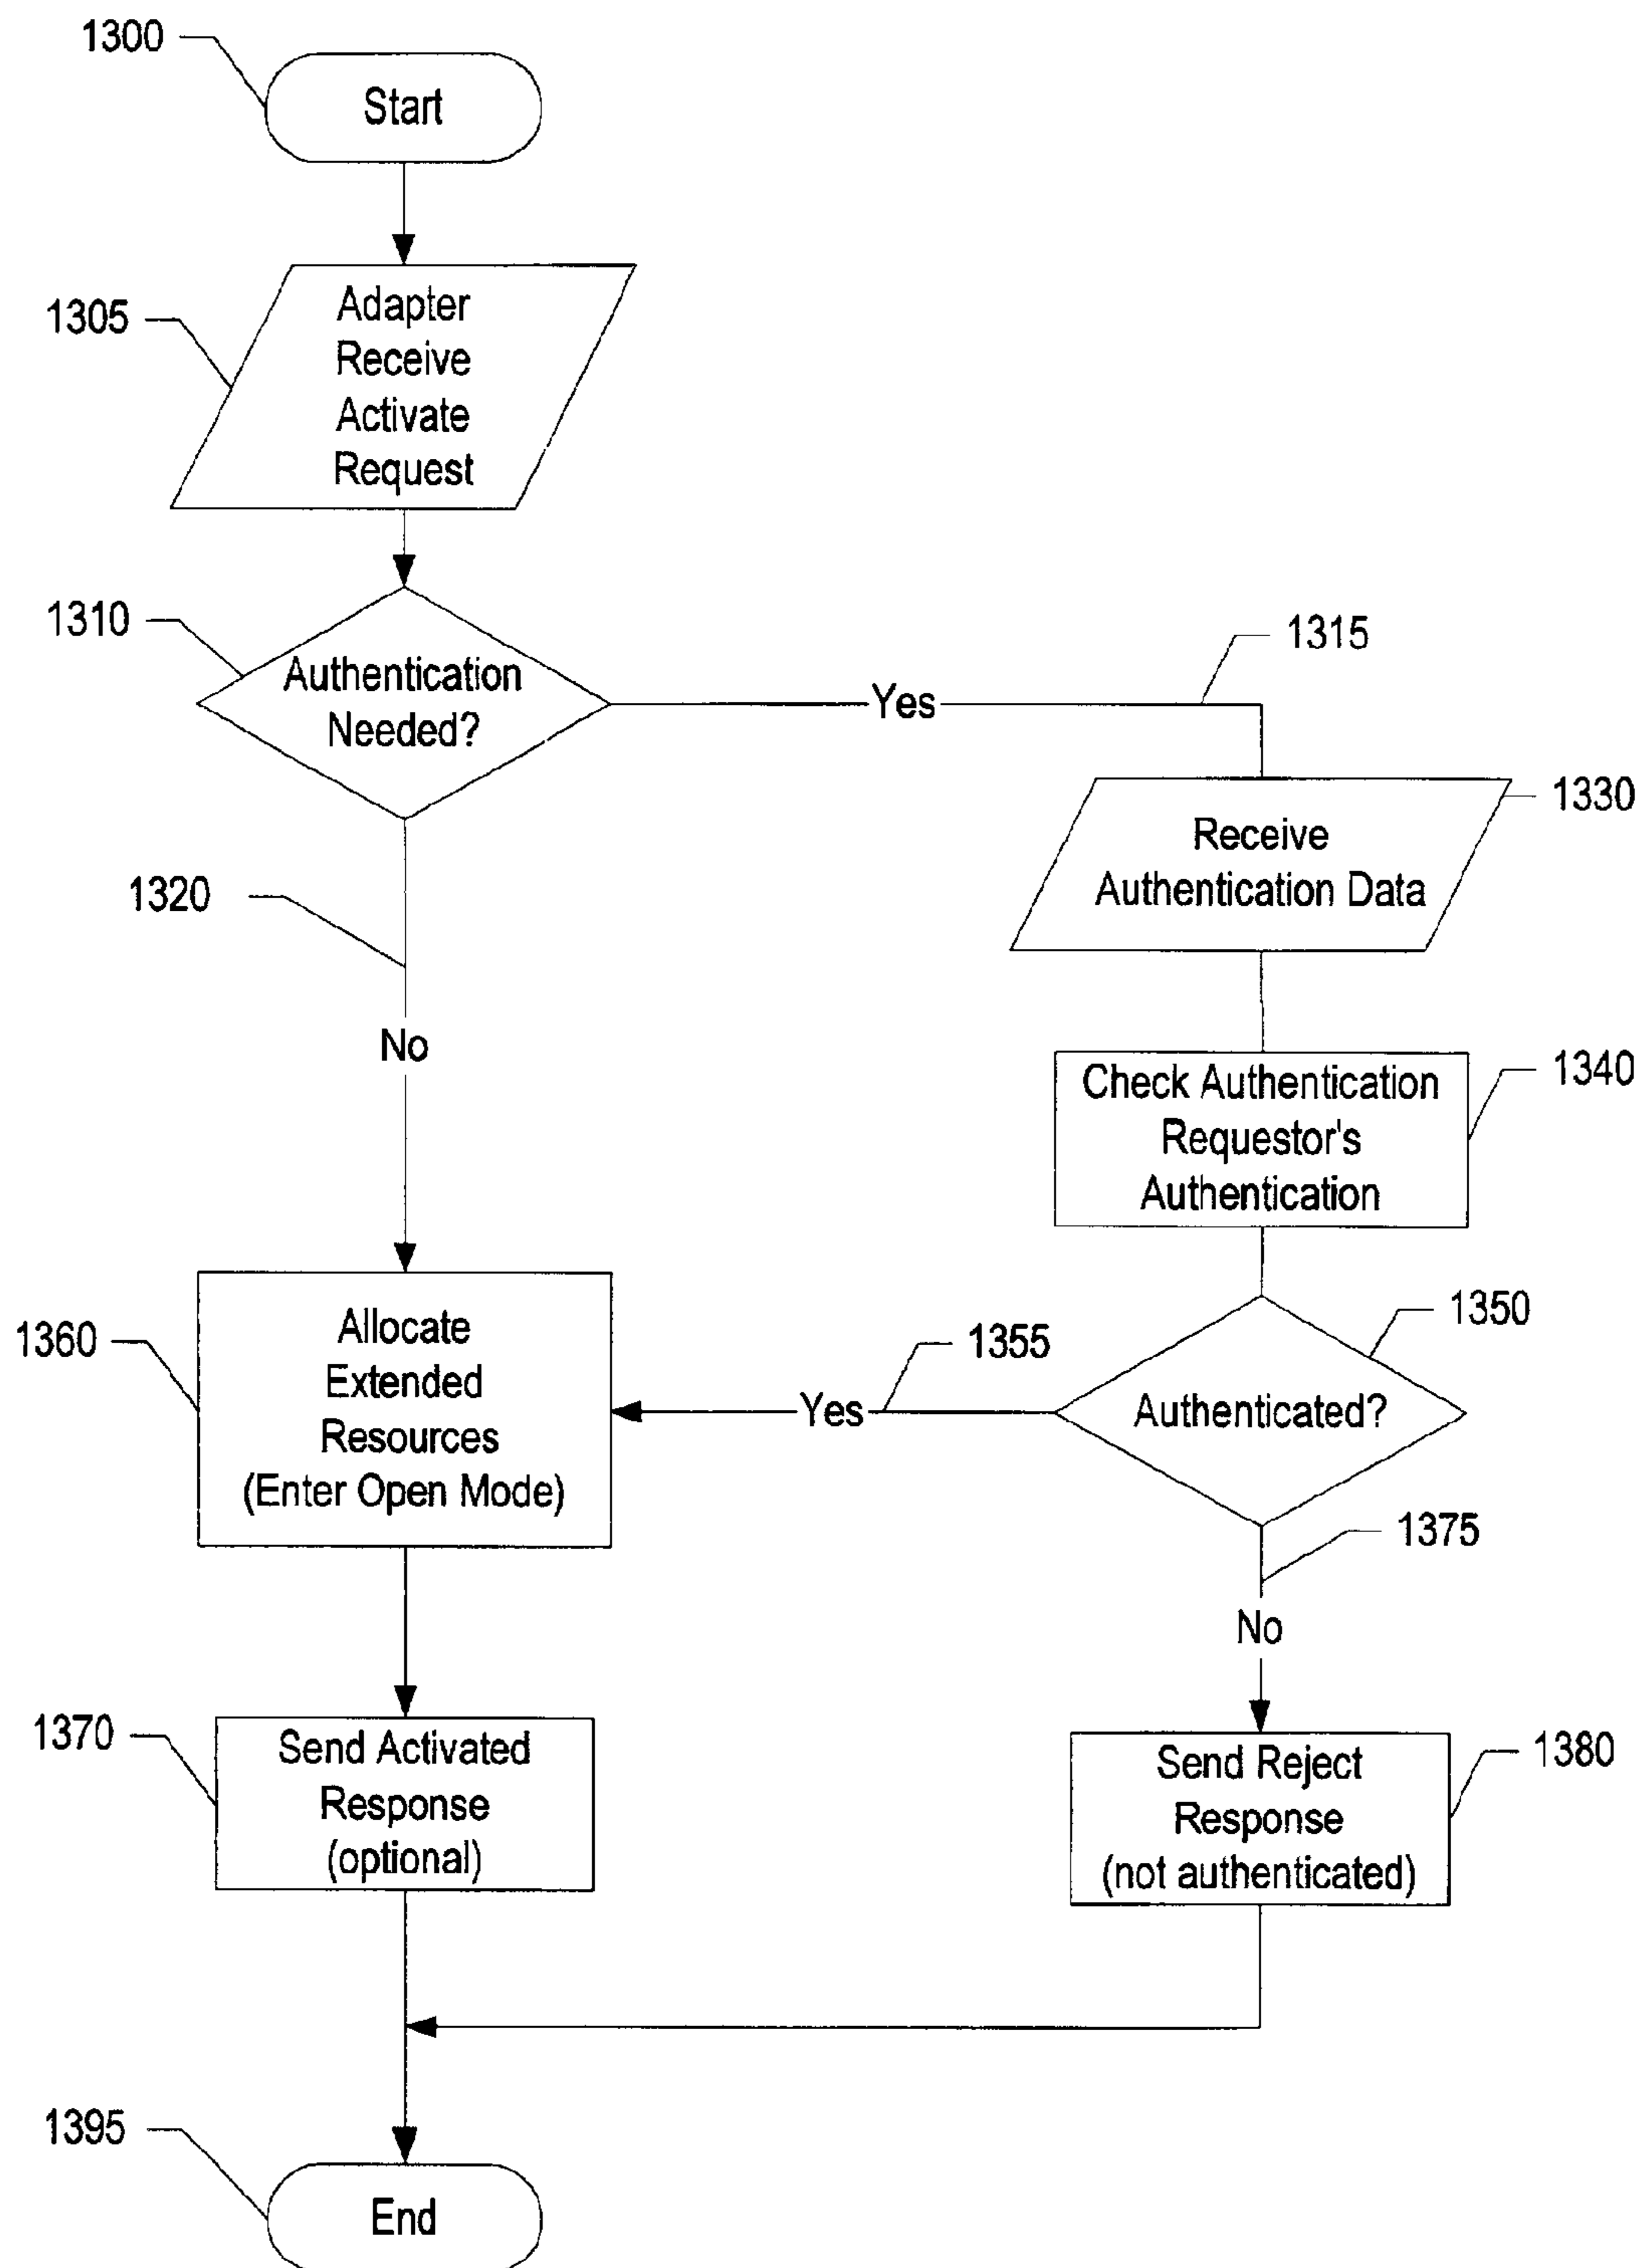 1300
Start
1305
Adapter
Receive
Activate
Request
1310
Authentication
Needed?
Yes
1315
1320
No
1330
Receive
Authentication Data
1340
Check Authentication
Requestor's
Authentication
1350
Authenticated?
1355
Yes
1360
Allocate
Extended
Resources
(Enter Open Mode)
1375
No
1370
Send Activated
Response
(optional)
1380
Send Reject
Response
(not authenticated)
1395
End